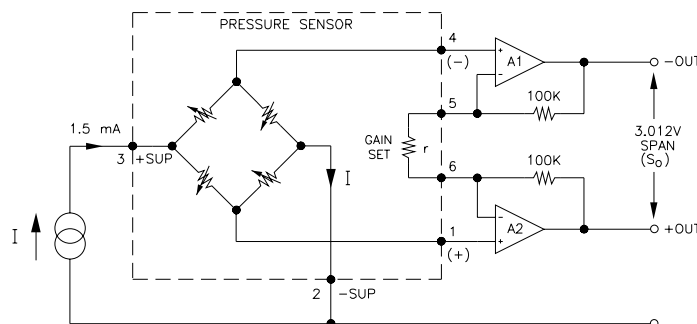 PRESSURE SENSOR
4
(−)
+
−
A1
−OUT
1.5 mA
3
+SUP
5
100K
GAIN
SET
r
3.012V
SPAN
(So)
6
100K
I
I
−
+
A2
+OUT
1
(+)
2
−SUP